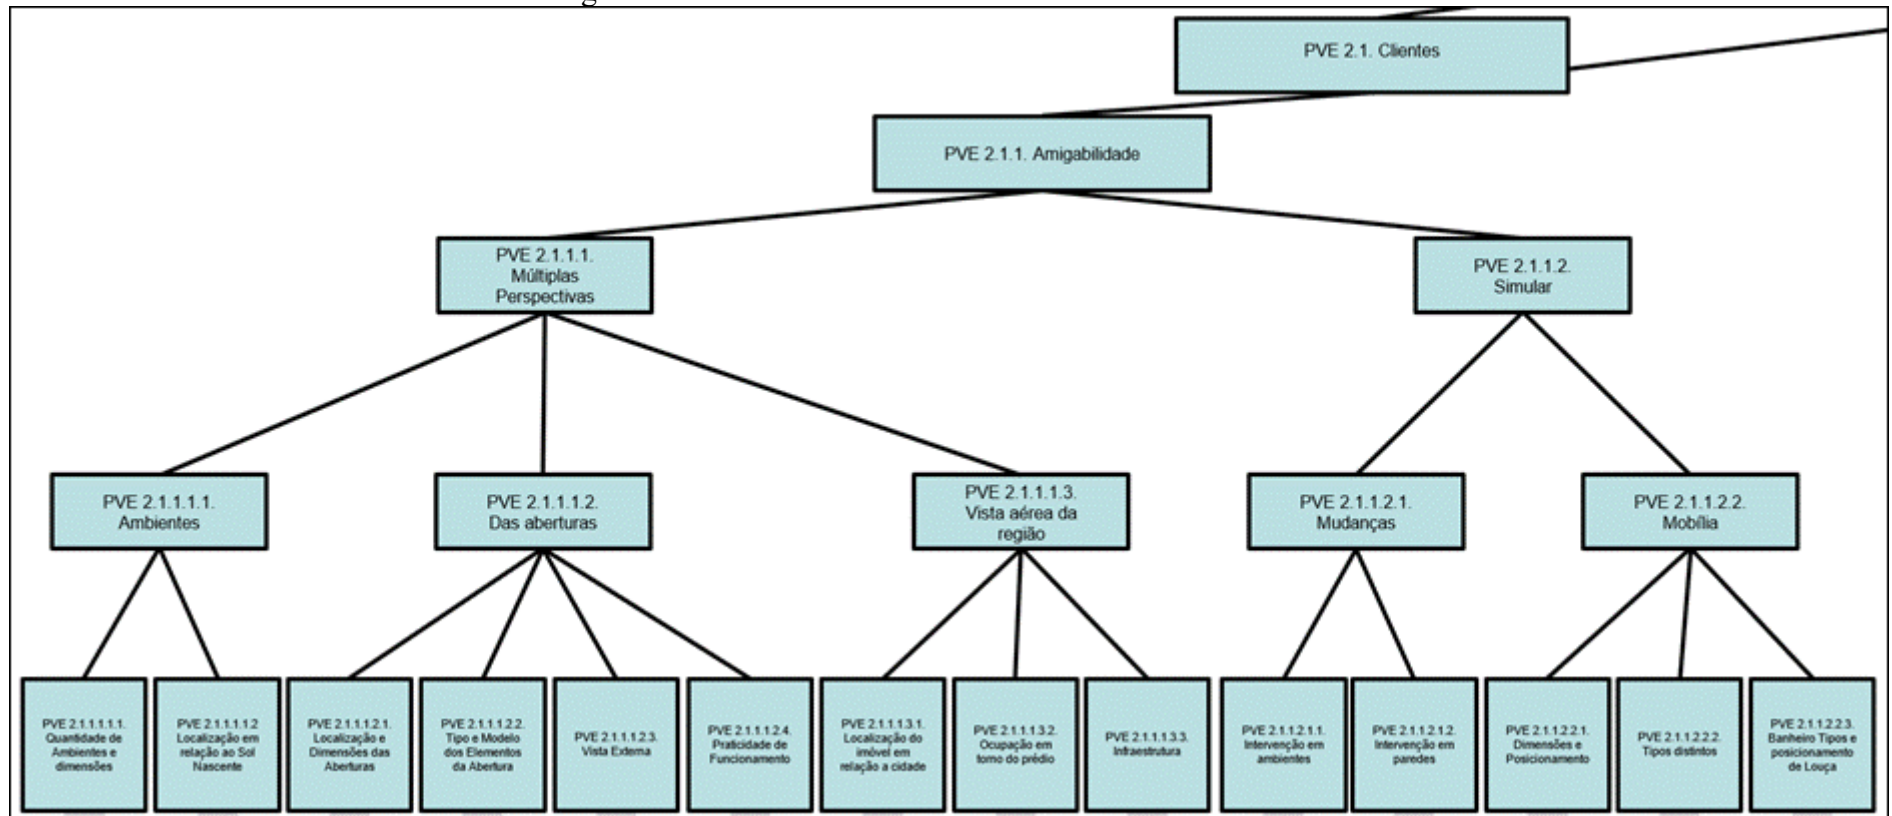 PVE 2.1. Clientes
PVE 2.1.1. Amigabilidade
PVE 2.1.1.1.
Múltiplas
Perspectivas
PVE 2.1.1.2.
Simular
PVE 2.1.1.1.1.
Ambientes
PVE 2.1.1.1.2.
Das aberturas
PVE 2.1.1.1.3.
Vista aérea da
região
PVE 2.1.1.2.1.
Mudanças
PVE 2.1.1.2.2.
Mobília
PVE 2.1.1.1.1.1.
Quantidade de
Ambientes e
dimensões
PVE 2.1.1.1.1.2
Localização em
relação ao Sol
Nascente
PVE 2.1.1.1.2.1.
Localização e
Dimensões das
Aberturas
PVE 2.1.1.1.2.2.
Tipo e Modelo
dos Elementos
da Abertura
PVE 2.1.1.1.2.3.
Vista Externa
PVE 2.1.1.1.2.4.
Praticidade de
Funcionamento
PVE 2.1.1.1.3.1.
Localização do
imóvel em
relação a cidade
PVE 2.1.1.1.3.2.
Ocupação em
torno do prédio
PVE 2.1.1.1.3.3.
Infraestrutura
PVE 2.1.1.2.1.1.
Intervenção em
ambientes
PVE 2.1.1.2.1.2.
Intervenção em
paredes
PVE 2.1.1.2.2.1.
Dimensões e
Posicionamento
PVE 2.1.1.2.2.2.
Tipos distintos
PVE 2.1.1.2.2.3.
Banheiro Tipos e
posicionamento
de Louça